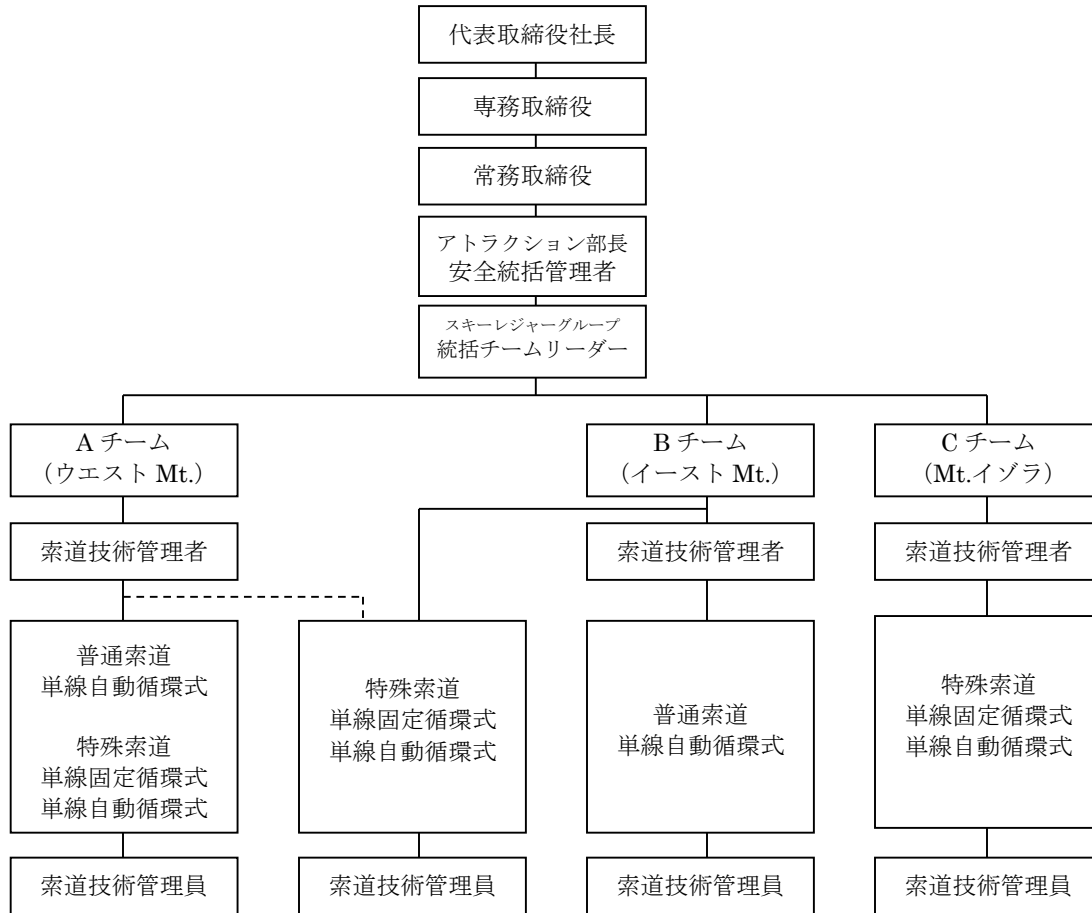 代表取締役社長
専務取締役
常務取締役
アトラクション部長
安全統括管理者
スキーレジャーグループ
統括チームリーダー
A チーム
（ウエスト Mt.）
B チーム
（イースト Mt.）
C チーム
（Mt.イゾラ）
索道技術管理者
索道技術管理者
索道技術管理者
普通索道
単線自動循環式
特殊索道
単線固定循環式
単線自動循環式
特殊索道
単線固定循環式
単線自動循環式
普通索道
単線自動循環式
特殊索道
単線固定循環式
単線自動循環式
索道技術管理員
索道技術管理員
索道技術管理員
索道技術管理員